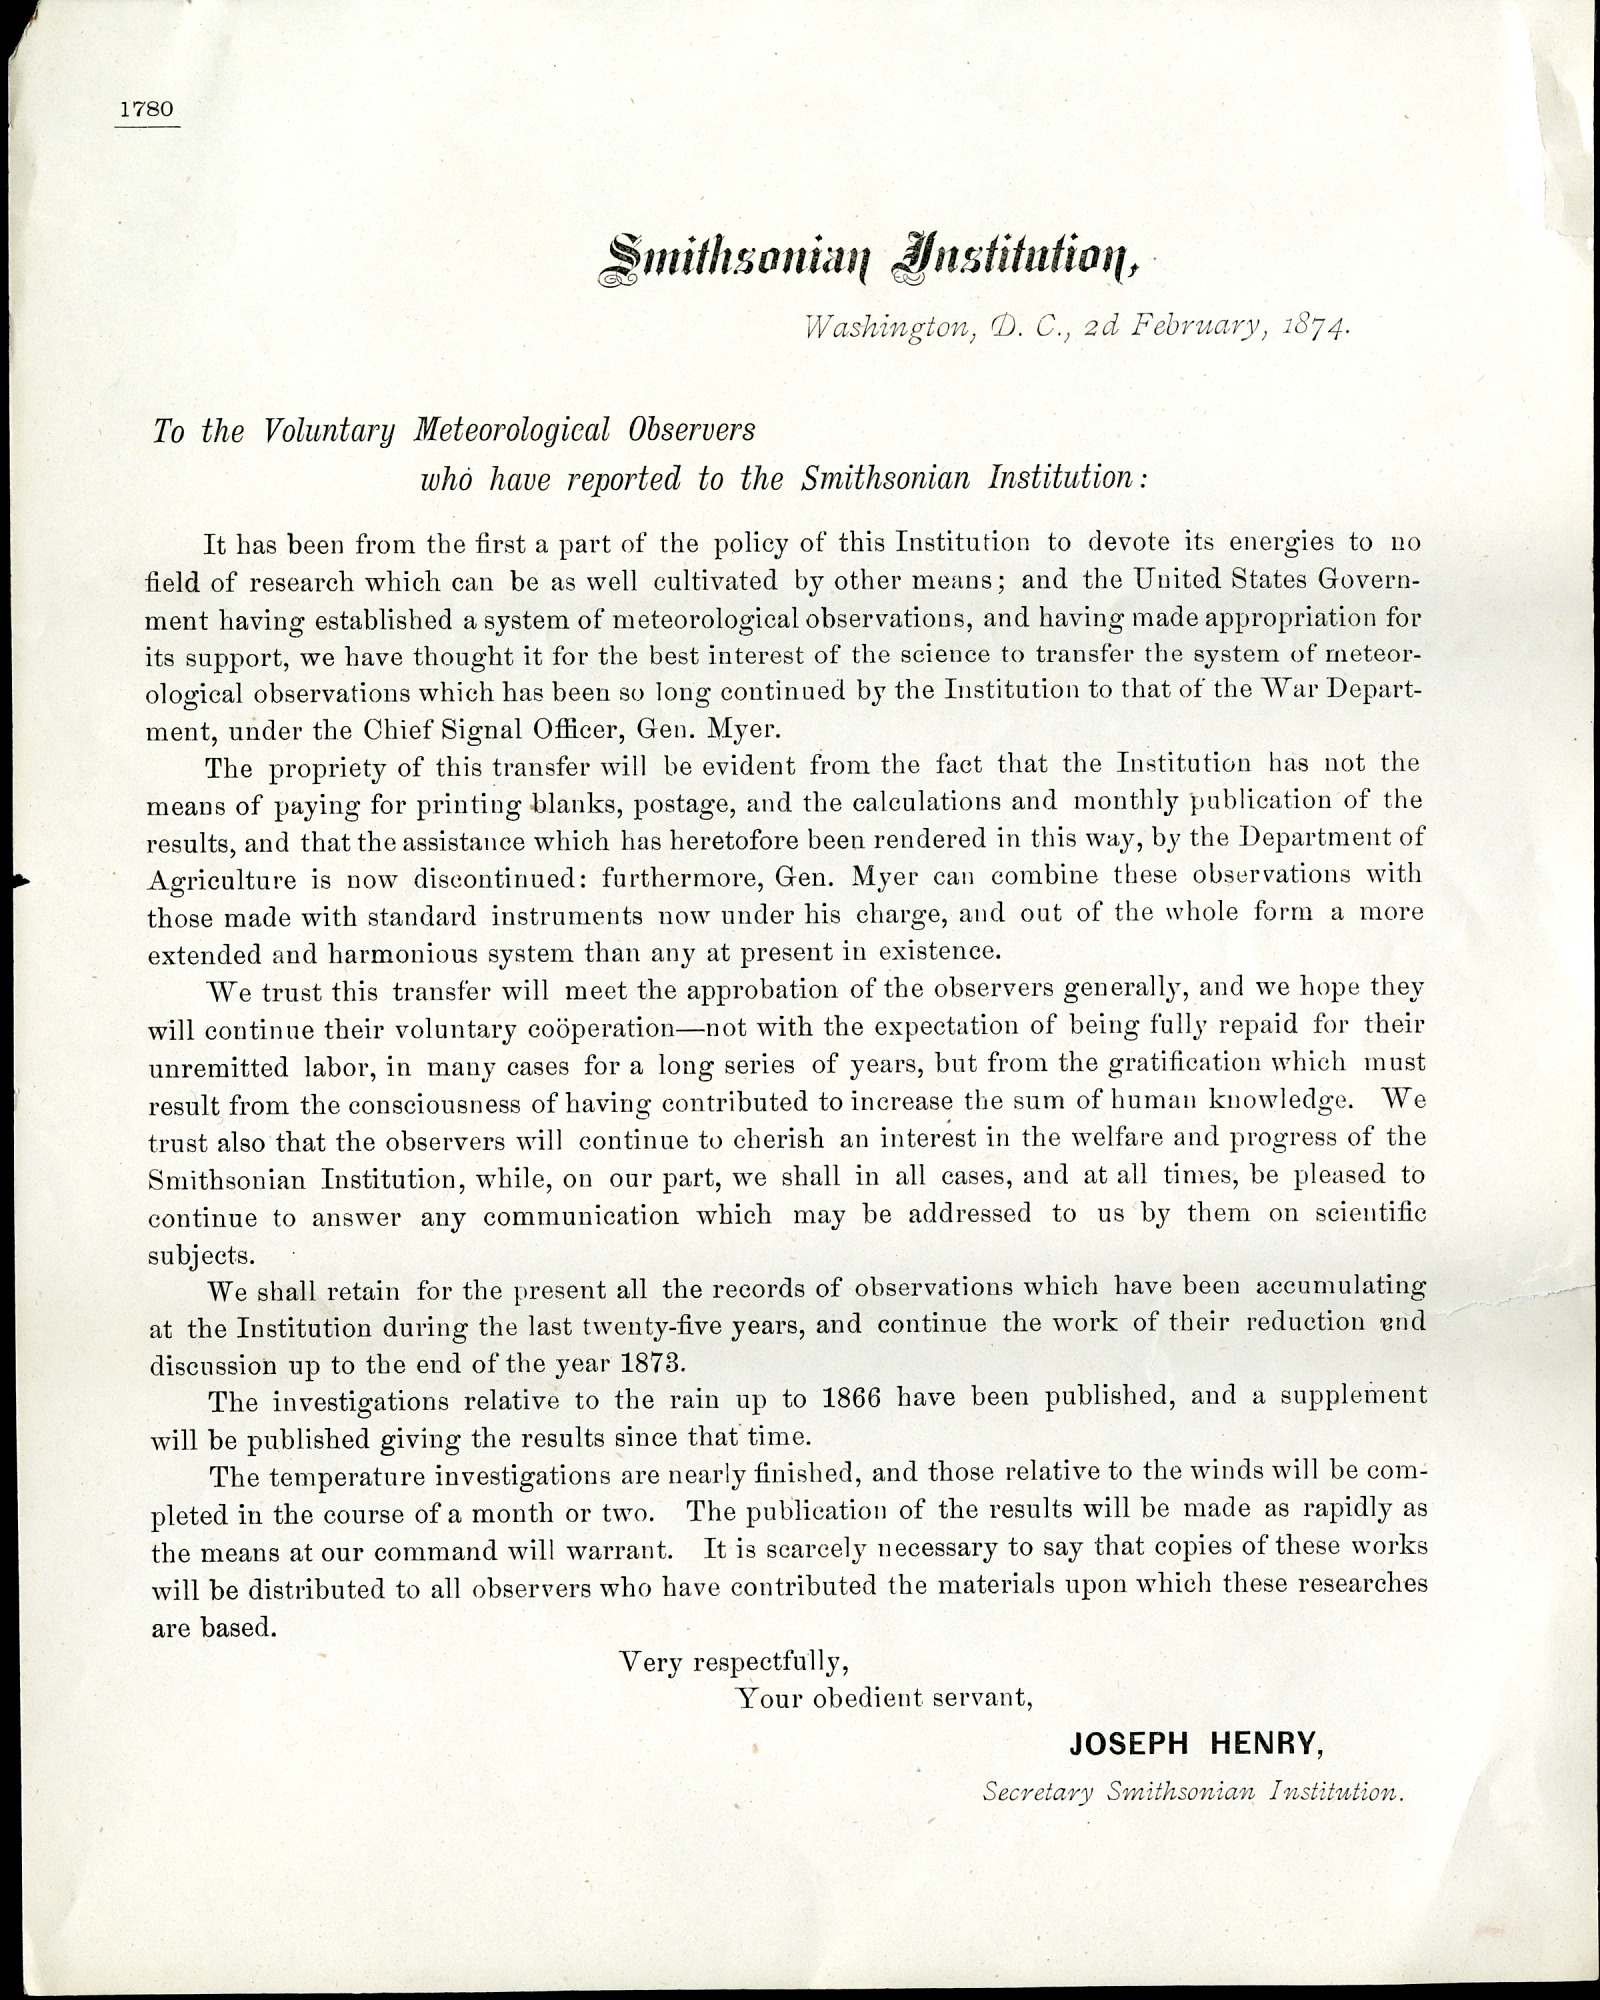 1780
Smithsonian Institution,
Washington, D. C., 2d February, 1874.
To the Voluntary Meteorological Observers
who have reported to the Smithsonian Institution:
It has been from the first a part of the policy of this Institution to devote its energies to no
field of research which can be as well cultivated by other means; and the United States Govern-
ment having established a system of meteorological observations, and having made appropriation for
its support, we have thought it for the best interest of the science to transfer the system of meteor-
ological observations which has been so long continued by the Institution to that of the War Depart-
ment, under the Chief Signal Officer, Gen. Myer.
The propriety of this transfer will be evident from the fact that the Institution has not the
means of paying for printing blanks, postage, and the calculations and monthly publication of the
results, and that the assistance which has heretofore been rendered in this way, by the Department of
Agriculture is now discontinued: furthermore, Gen. Myer can combine these observations with
those made with standard instruments now under his charge, and out of the whole form a more
extended and harmonious system than any at present in existence.
We trust this transfer will meet the approbation of the observers generally, and we hope they
will continue their voluntary coöperation—not with the expectation of being fully repaid for their
unremitted labor, in many cases for a long series of years, but from the gratification which must
result from the consciousness of having contributed to increase the sum of human knowledge. We
trust also that the observers will continue to cherish an interest in the welfare and progress of the
Smithsonian Institution, while, on our part, we shall in all cases, and at all times, be pleased to
continue to answer any communication which may be addressed to us by them on scientific
subjects.
We shall retain for the present all the records of observations which have been accumulating
at the Institution during the last twenty-five years, and continue the work of their reduction and
discussion up to the end of the year 1873.
The investigations relative to the rain up to 1866 have been published, and a supplement
will be published giving the results since that time.
The temperature investigations are nearly finished, and those relative to the winds will be com-
pleted in the course of a month or two. The publication of the results will be made as rapidly as
the means at our command will warrant. It is scarcely necessary to say that copies of these works
will be distributed to all observers who have contributed the materials upon which these researches
are based.
Very respectfully,
Your obedient servant,
JOSEPH HENRY,
Secretary Smithsonian Institution.